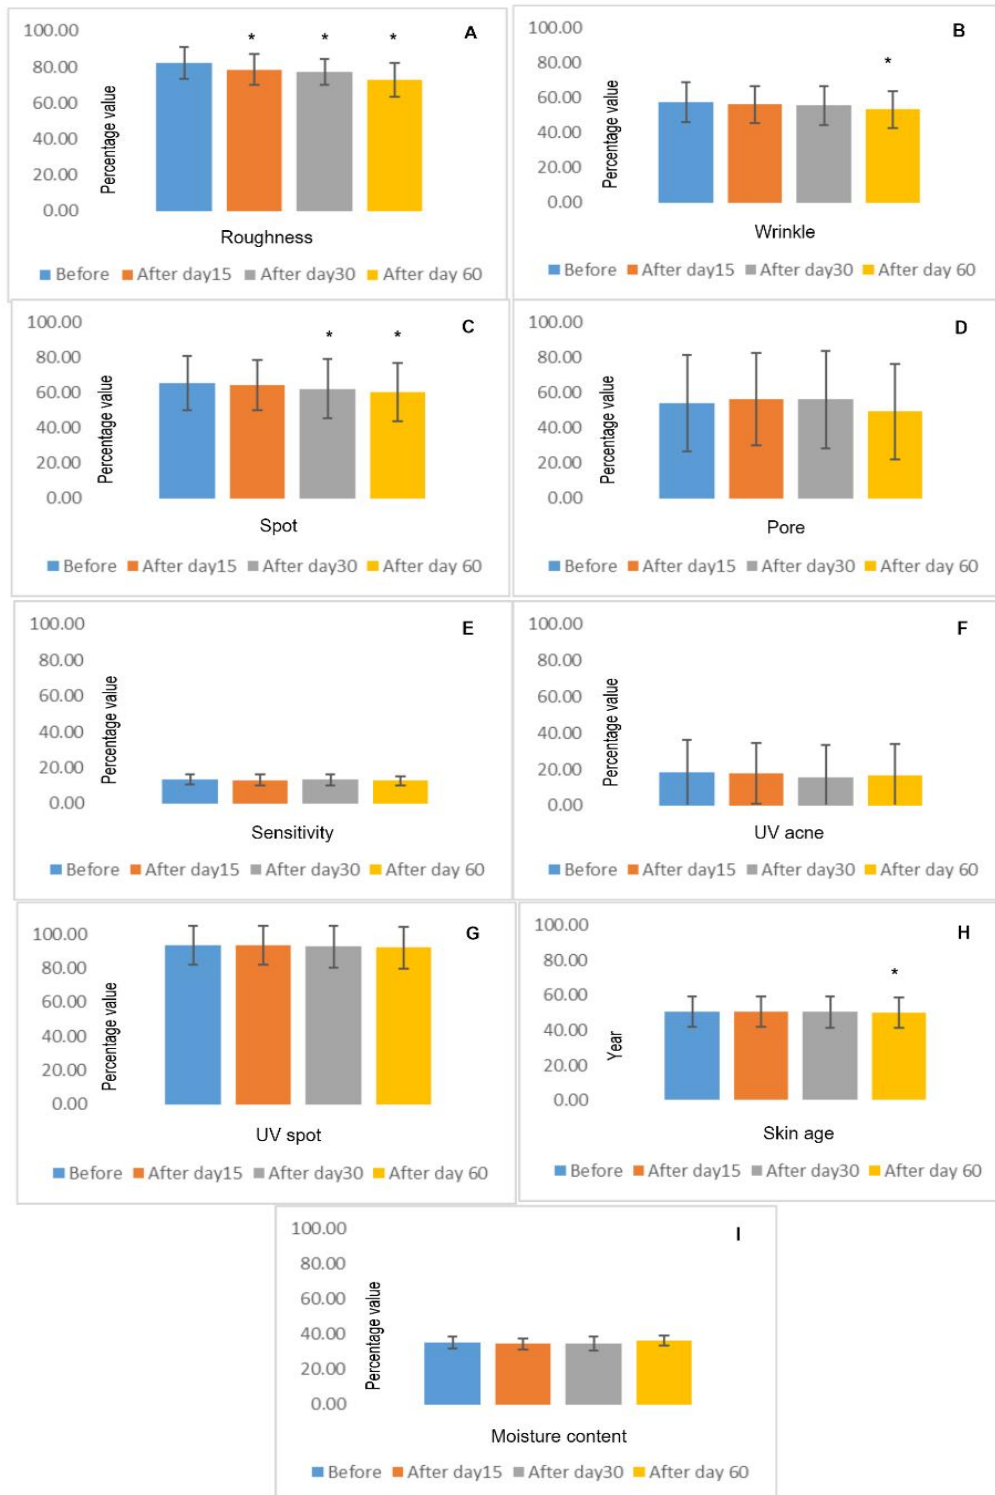 A
100.00
80.00
60.00
40.00
20.00
0.00
Percentage value
* * *
Roughness
Before After day15 After day30 After day 60
B
100.00
80.00
60.00
40.00
20.00
0.00
Percentage value
*
Wrinkle
Before After day15 After day30 After day 60
C
100.00
80.00
60.00
40.00
20.00
0.00
Percentage value
* *
Spot
Before After day15 After day30 After day 60
D
100.00
80.00
60.00
40.00
20.00
0.00
Percentage value
Pore
Before After day15 After day30 After day 60
E
100.00
80.00
60.00
40.00
20.00
0.00
Percentage value
Sensitivity
Before After day15 After day30 After day 60
F
100.00
80.00
60.00
40.00
20.00
0.00
Percentage value
UV acne
Before After day15 After day30 After day 60
G
100.00
80.00
60.00
40.00
20.00
0.00
Percentage value
UV spot
Before After day15 After day30 After day 60
H
100.00
80.00
60.00
40.00
20.00
0.00
Year
*
Skin age
Before After day15 After day30 After day 60
I
100.00
80.00
60.00
40.00
20.00
0.00
Percentage value
Moisture content
Before After day15 After day30 After day 60